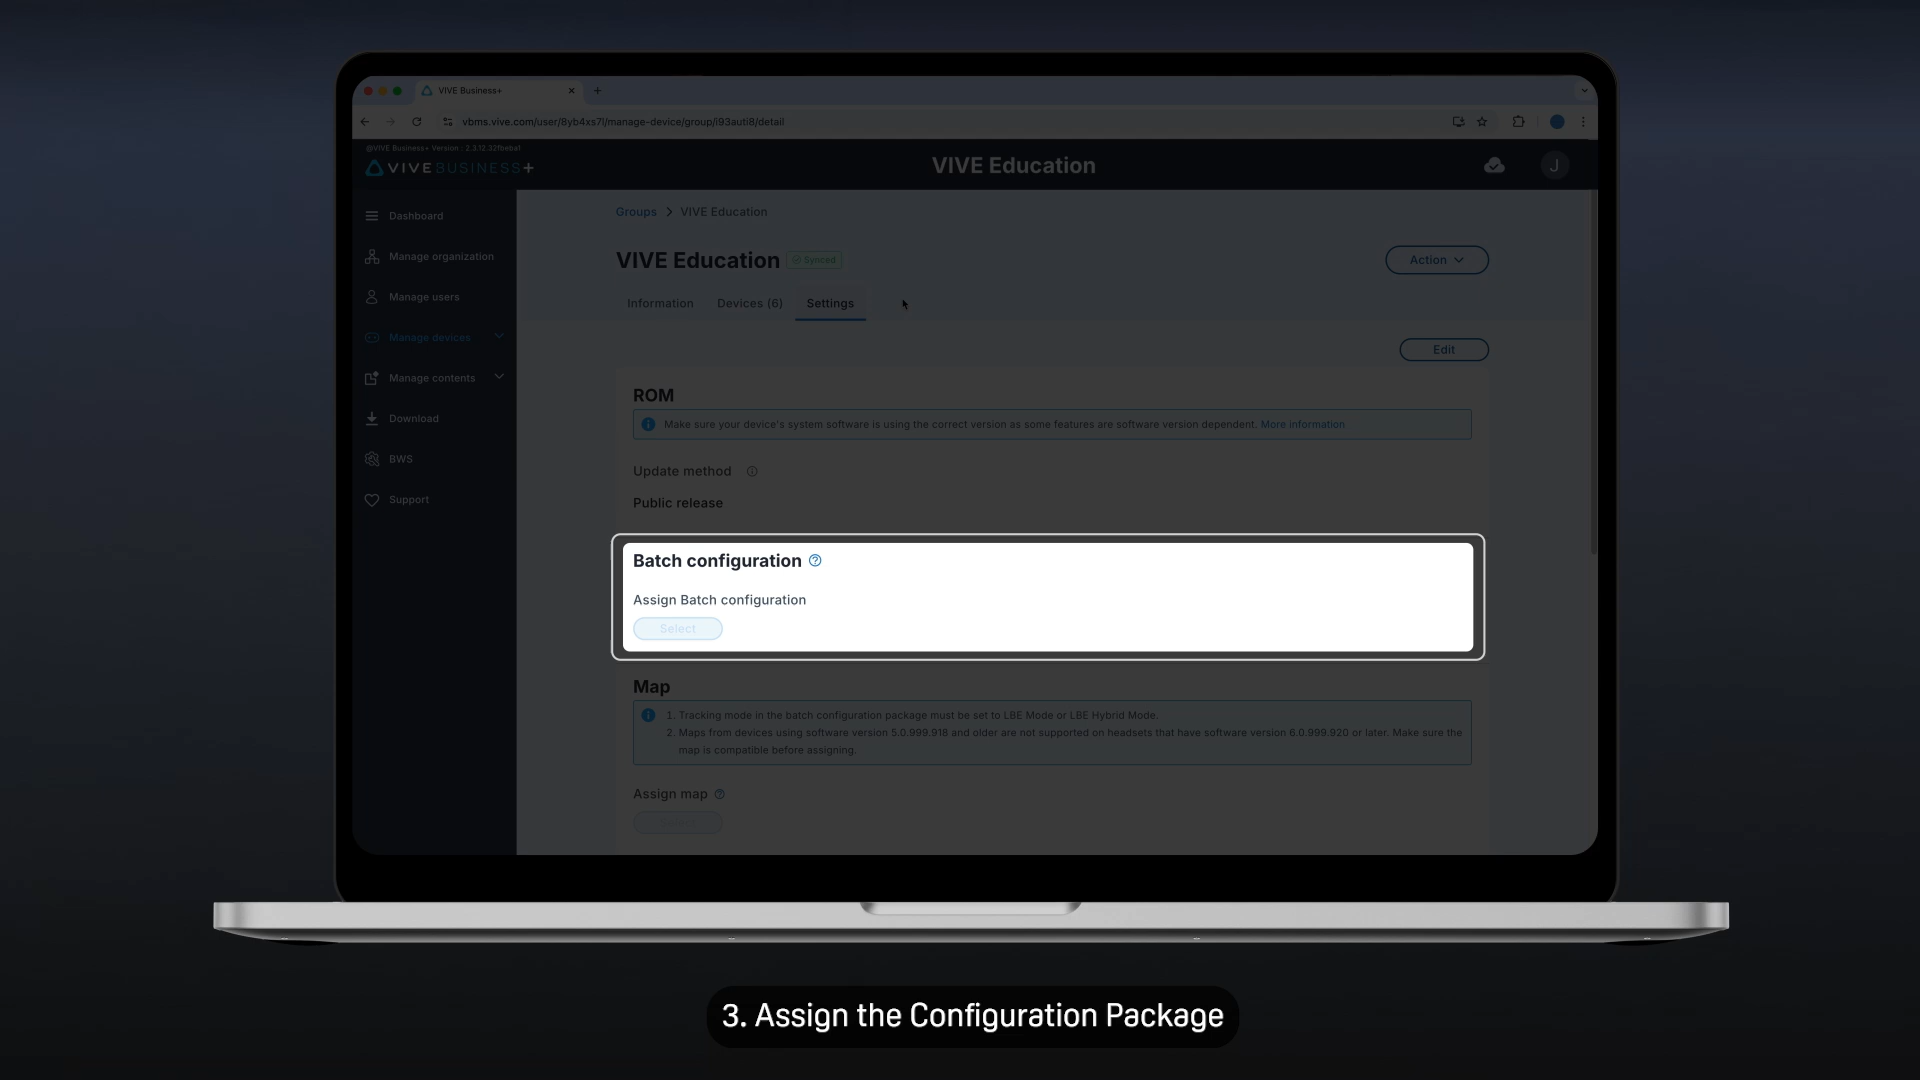 VIVE Business+
vbms.vive.com/user/8yb4xs7l/manage-device/group/i93auti8/detail
@VIVE Business+ Version : 2.3.12.32fbeba1
VIVE BUSINESS+
VIVE Education
J
Dashboard
Manage organization
Manage users
Manage devices
Manage contents
Download
BWS
Support
Groups > VIVE Education
VIVE Education Synced
Action
Information Devices (6) Settings
Edit
ROM
Make sure your device's system software is using the correct version as some features are software version dependent. More information
Update method
Public release
Batch configuration
Assign Batch configuration
Select
Map
1. Tracking mode in the batch configuration package must be set to LBE Mode or LBE Hybrid Mode.
2. Maps from devices using software version 5.0.999.918 and older are not supported on headsets that have software version 6.0.999.920 or later. Make sure the
map is compatible before assigning.
Assign map
3. Assign the Configuration Package